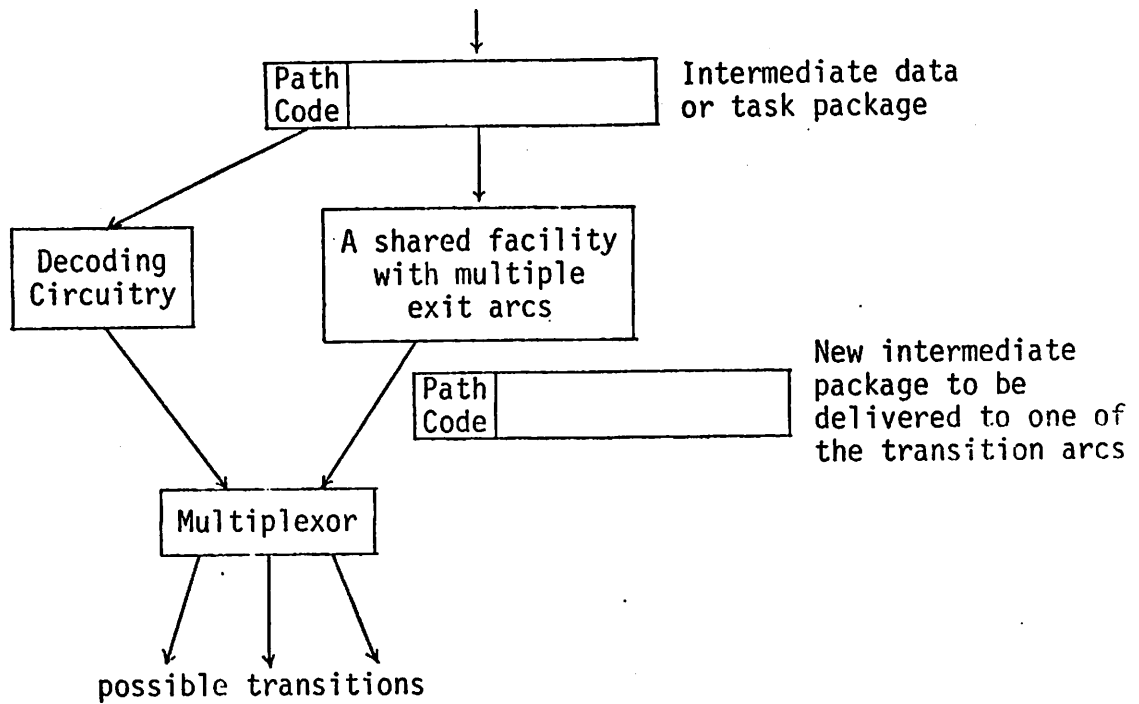 Path
Code
Intermediate data
or task package
Decoding
Circuitry
A shared facility
with multiple
exit arcs
Path
Code
New intermediate
package to be
delivered to one of
the transition arcs
Multiplexor
possible transitions